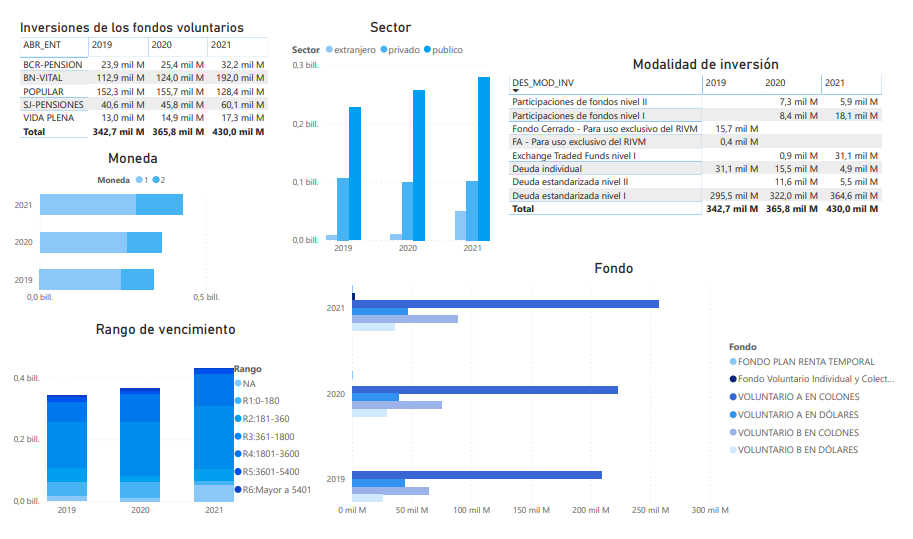 Inversiones de los fondos voluntarios
ABR_ENT 2019 2020 2021
BCR-PENSION 23,9 mil M 25,4 mil M 32,2 mil M
BN-VITAL 112,9 mil M 124,0 mil M 192,0 mil M
POPULAR 152,3 mil M 155,7 mil M 128,4 mil M
SJ-PENSIONES 40,6 mil M 45,8 mil M 60,1 mil M
VIDA PLENA 13,0 mil M 14,9 mil M 17,3 mil M
Total 342,7 mil M 365,8 mil M 430,0 mil M
Sector
Sector extranjero privado publico
0,3 bill.
0,2 bill.
0,1 bill.
0,0 bill.
2019 2020 2021
Modalidad de inversión
DES_MOD_INV 2019 2020 2021
Participaciones de fondos nivel II 7,3 mil M 5,9 mil M
Participaciones de fondos nivel I 8,4 mil M 18,1 mil M
Fondo Cerrado - Para uso exclusivo del RIVM 15,7 mil M
FA - Para uso exclusivo del RIVM 0,4 mil M
Exchange Traded Funds nivel I 0,9 mil M 31,1 mil M
Deuda individual 31,1 mil M 15,5 mil M 4,9 mil M
Deuda estandarizada nivel II 11,6 mil M 5,5 mil M
Deuda estandarizada nivel I 295,5 mil M 322,0 mil M 364,6 mil M
Total 342,7 mil M 365,8 mil M 430,0 mil M
Moneda
Moneda 1 2
2021
2020
2019
0,0 bill. 0,5 bill.
Rango de vencimiento
0,4 bill.
0,2 bill.
0,0 bill.
2019 2020 2021
Rango
NA
R1:0-180
R2:181-360
R3:361-1800
R4:1801-3600
R5:3601-5400
R6:Mayor a 5401
Fondo
2021
2020
2019
0 mil M 50 mil M 100 mil M 150 mil M 200 mil M 250 mil M 300 mil M
Fondo
FONDO PLAN RENTA TEMPORAL
Fondo Voluntario Individual y Colect...
VOLUNTARIO A EN COLONES
VOLUNTARIO A EN DÓLARES
VOLUNTARIO B EN COLONES
VOLUNTARIO B EN DÓLARES